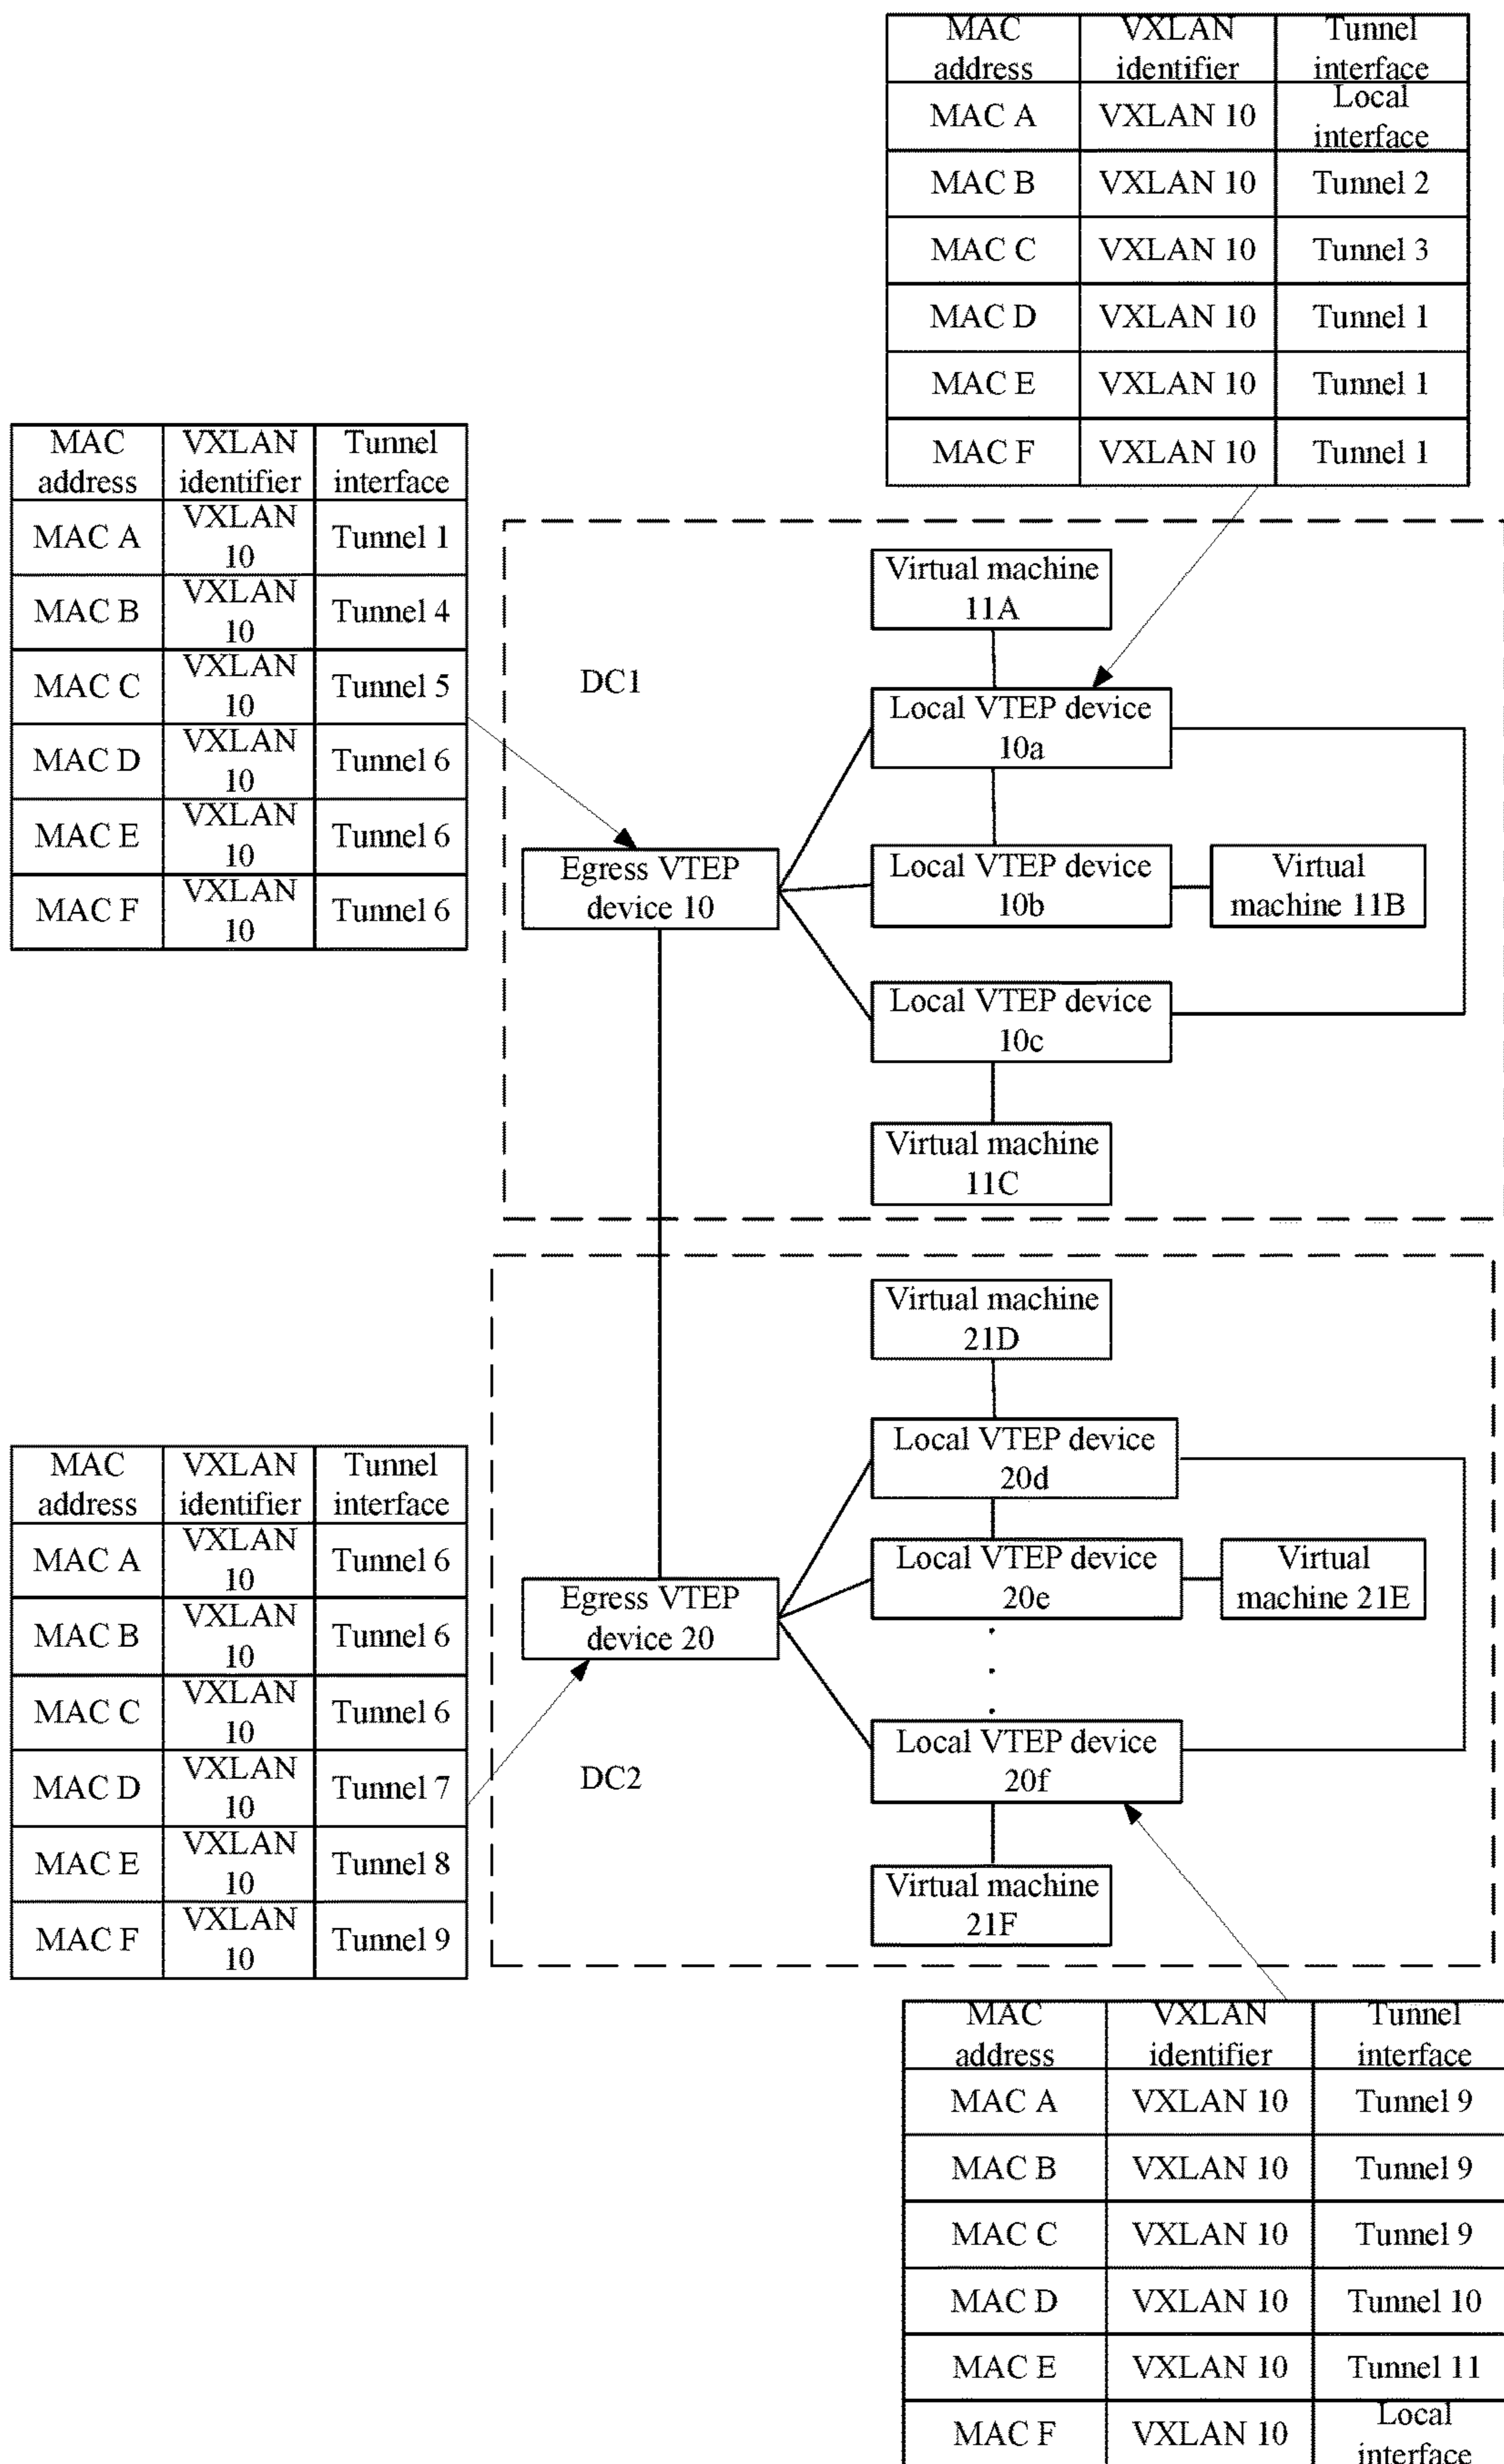 MAC address VXLAN identifier Tunnel interface
MAC A VXLAN 10 Local interface
MAC B VXLAN 10 Tunnel 2
MAC C VXLAN 10 Tunnel 3
MAC D VXLAN 10 Tunnel 1
MAC E VXLAN 10 Tunnel 1
MAC F VXLAN 10 Tunnel 1
MAC address VXLAN identifier Tunnel interface
MAC A VXLAN 10 Tunnel 1
MAC B VXLAN 10 Tunnel 4
MAC C VXLAN 10 Tunnel 5
MAC D VXLAN 10 Tunnel 6
MAC E VXLAN 10 Tunnel 6
MAC F VXLAN 10 Tunnel 6
DC1
Virtual machine
11A
Local VTEP device
10a
Egress VTEP
device 10
Local VTEP device
10b
Virtual
machine 11B
Local VTEP device
10c
Virtual machine
11C
Virtual machine
21D
Local VTEP device
20d
Egress VTEP
device 20
Local VTEP device
20e
Virtual
machine 21E
.
.
.
Local VTEP device
20f
DC2
Virtual machine
21F
MAC address VXLAN identifier Tunnel interface
MAC A VXLAN 10 Tunnel 6
MAC B VXLAN 10 Tunnel 6
MAC C VXLAN 10 Tunnel 6
MAC D VXLAN 10 Tunnel 7
MAC E VXLAN 10 Tunnel 8
MAC F VXLAN 10 Tunnel 9
MAC address VXLAN identifier Tunnel interface
MAC A VXLAN 10 Tunnel 9
MAC B VXLAN 10 Tunnel 9
MAC C VXLAN 10 Tunnel 9
MAC D VXLAN 10 Tunnel 10
MAC E VXLAN 10 Tunnel 11
MAC F VXLAN 10 Local interface